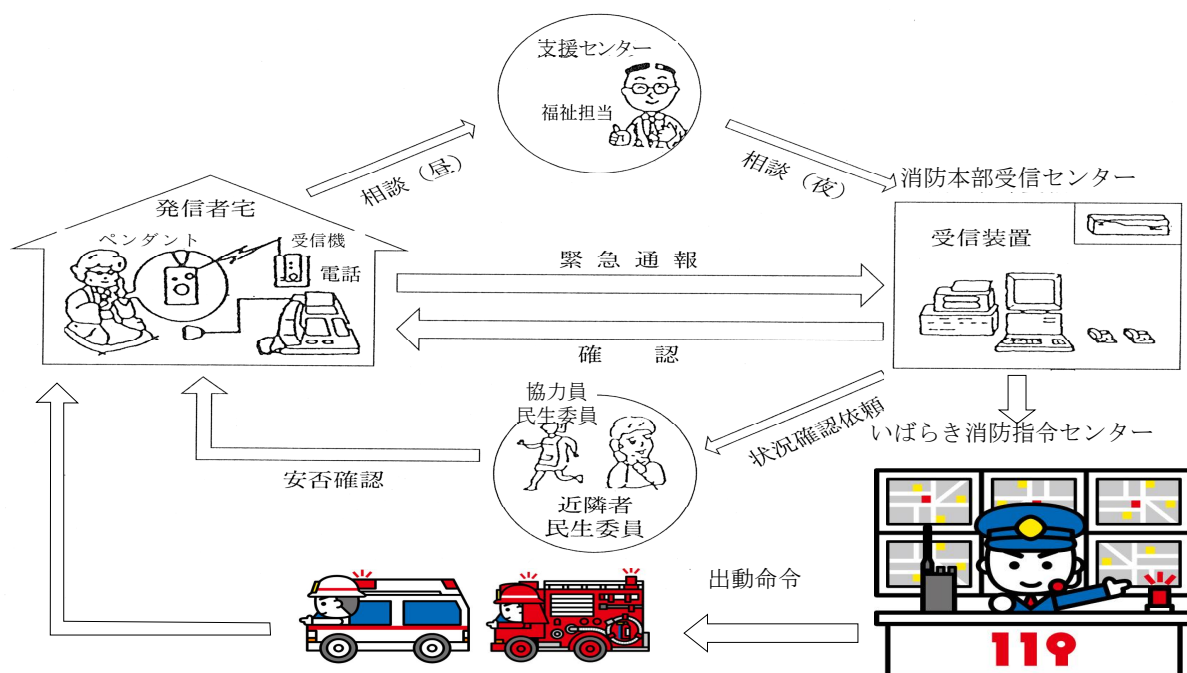 支援センター
福祉担当
相談（昼）
相談（夜）
消防本部受信センター
発信者宅
ペンダント
受信機
電話
受信装置
緊急通報
確　認
協力員
民生委員
状況確認依頼
いばらき消防指令センター
安否確認
近隣者
民生委員
出動命令
119